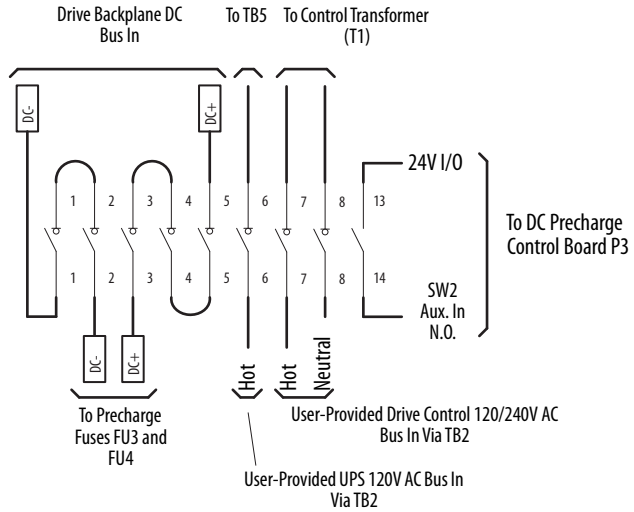 Drive Backplane DC
Bus In
To TB5
To Control Transformer
(T1)
DC-
DC+
24V I/O
1 2 3 4 5 6 7 8 13
To DC Precharge
Control Board P3
1 2 3 4 5 6 7 8 14
SW2
Aux. In
N.O.
DC-
DC+
Hot
Hot
Neutral
To Precharge
Fuses FU3 and
FU4
User-Provided Drive Control 120/240V AC
Bus In Via TB2
User-Provided UPS 120V AC Bus In
Via TB2